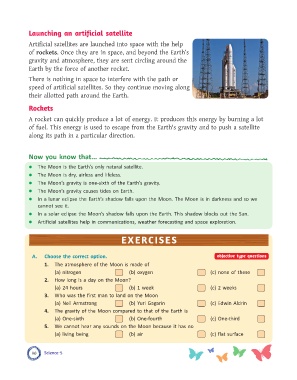 Launching an artificial satellite
Artificial satellites are launched into space with the help
of rockets. Once they are in space, and beyond the Earth's
gravity and atmosphere, they are sent circling around the
Earth by the force of another rocket.
There is nothing in space to interfere with the path or
speed of artificial satellites. So they continue moving along
their allotted path around the Earth.
Rockets
A rocket can quickly produce a lot of energy. It produces this energy by burning a lot
of fuel. This energy is used to escape from the Earth's gravity and to push a satellite
along its path in a particular direction.
Now you know that...
• The Moon is the Earth's only natural satellite.
• The Moon is dry, airless and lifeless.
• The Moon's gravity is one-sixth of the Earth's gravity.
• The Moon's gravity causes tides on Earth.
• In a lunar eclipse the Earth's shadow falls upon the Moon. The Moon is in darkness and so we
cannot see it.
• In a solar eclipse the Moon's shadow falls upon the Earth. This shadow blocks out the Sun.
• Artificial satellites help in communications, weather forecasting and space exploration.
EXERCISES
A. Choose the correct option. Objective type questions
1. The atmosphere of the Moon is made of
(a) nitrogen (b) oxygen (c) none of these
2. How long is a day on the Moon?
(a) 24 hours (b) 1 week (c) 2 weeks
3. Who was the first man to land on the Moon
(a) Neil Armstrong (b) Yuri Gagarin (c) Edwin Aldrin
4. The gravity of the Moon compared to that of the Earth is
(a) One-sixth (b) One-fourth (c) One-third
5. We cannot hear any sounds on the Moon because it has no
(a) living being (b) air (c) flat surface
Science-5